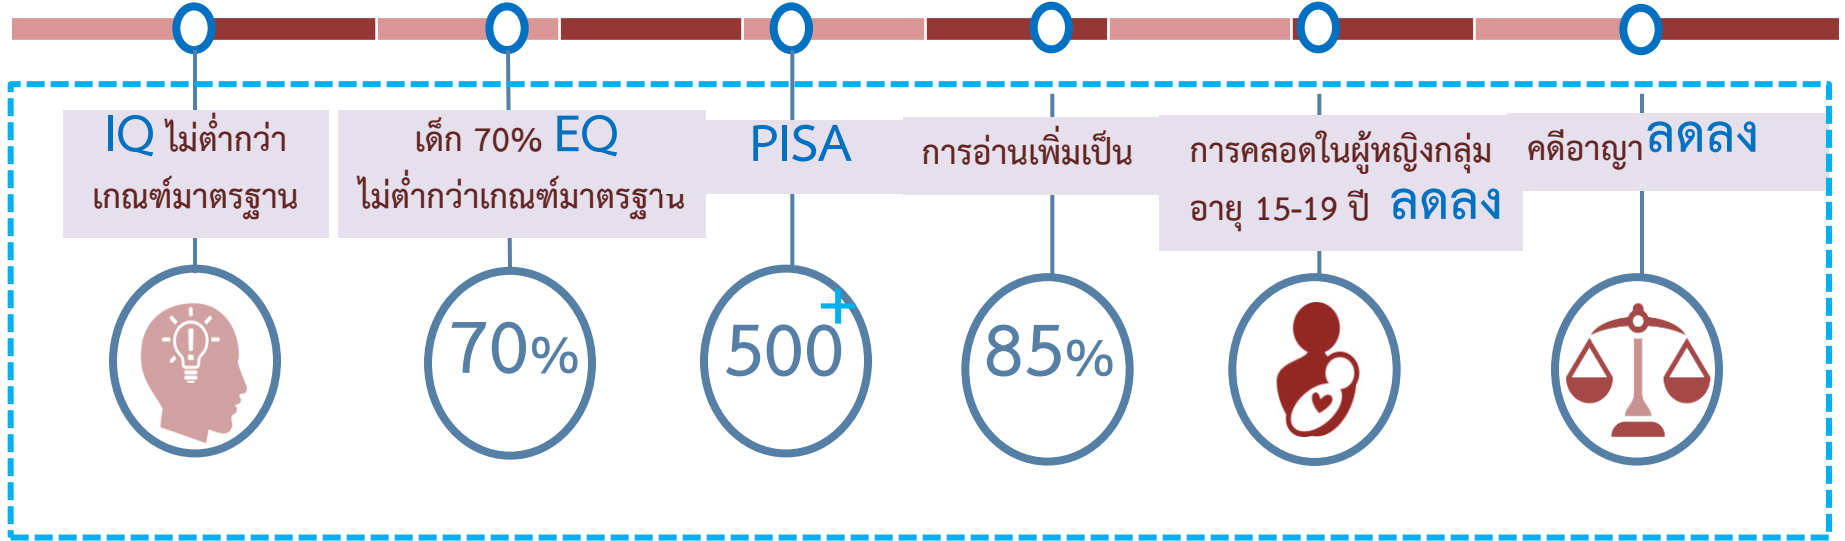 IQ ไม่ต่ำกว่า
เกณฑ์มาตรฐาน
เด็ก 70% EQ
ไม่ต่ำกว่าเกณฑ์มาตรฐาน
70%
PISA
500+
การอ่านเพิ่มเป็น
85%
การคลอดในผู้หญิงกลุ่ม
อายุ 15-19 ปี ลดลง
คดีอาญาลดลง